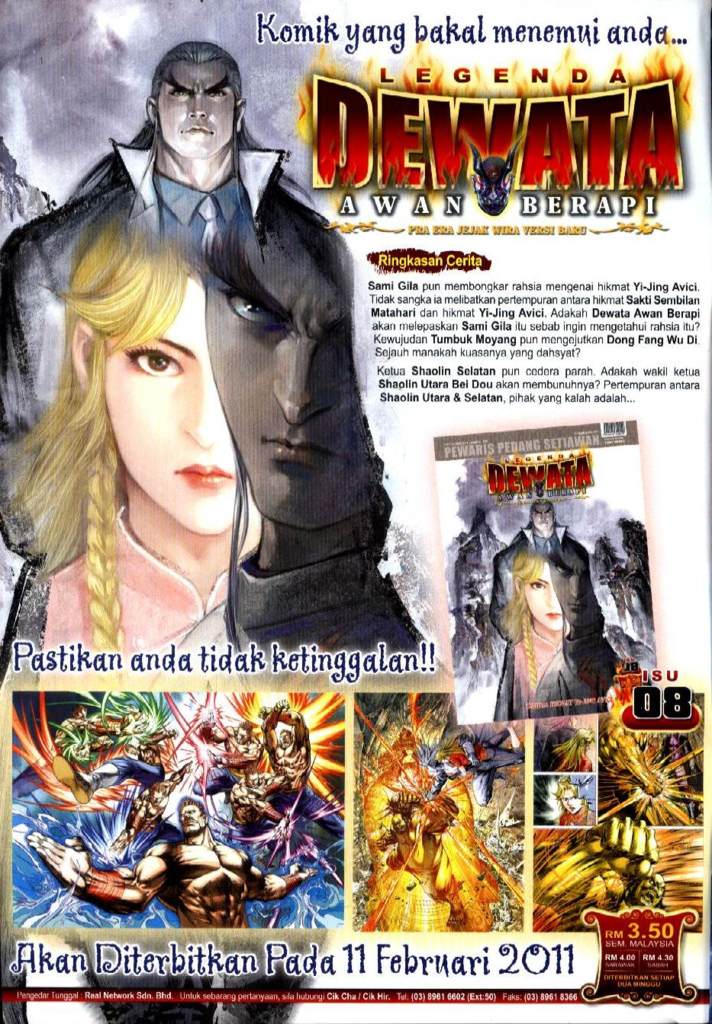 Komik yang bakal menemui anda...
LEGENDA
DEWATA
AWAN BERAPI
PRA ERA JEJAK WIRA VERSI BARU
Ringkasan Cerita
Sami Gila pun membongkar rahsia mengenai hikmat Yi-Jing Avici.
Tidak sangka ia melibatkan pertempuran antara hikmat Sakti Sembilan
Matahari dan hikmat Yi-Jing Avici. Adakah Dewata Awan Berapi
akan melepaskan Sami Gila itu sebab ingin mengetahui rahsia itu?
Kewujudan Tumbuk Moyang pun mengejutkan Dong Fang Wu Di.
Sejauh manakah kuasanya yang dahsyat?
Ketua Shaolin Selatan pun cedera parah. Adakah wakil ketua
Shaolin Utara Bei Dou akan membunuhnya? Pertempuran antara
Shaolin Utara & Selatan, pihak yang kalah adalah...
PEWARIS PEDANG SETIAWAN
LEGENDA
DEWATA
AWAN BERAPI
Pastikan anda tidak ketinggalan!!
ISU
08
RM 3.50
SEM. MALAYSIA
RM 4.00 RM 4.30
SARAWAK SABAH
DITERBITKAN SETIAP
DUA MINGGU
Akan Diterbitkan Pada 11 Februari 2011
Pengedar Tunggal : Real Network Sdn. Bhd. Untuk sebarang pertanyaan, sila hubungi Cik Cha / Cik Hir. Tel: (03) 8961 6602 (Ext:50) Faks: (03) 8961 8366